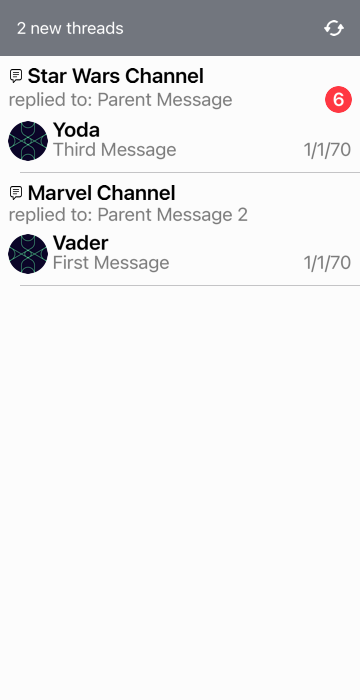 2 new threads
Star Wars Channel
replied to: Parent Message
6
Yoda
Third Message 1/1/70
Marvel Channel
replied to: Parent Message 2
Vader
First Message 1/1/70